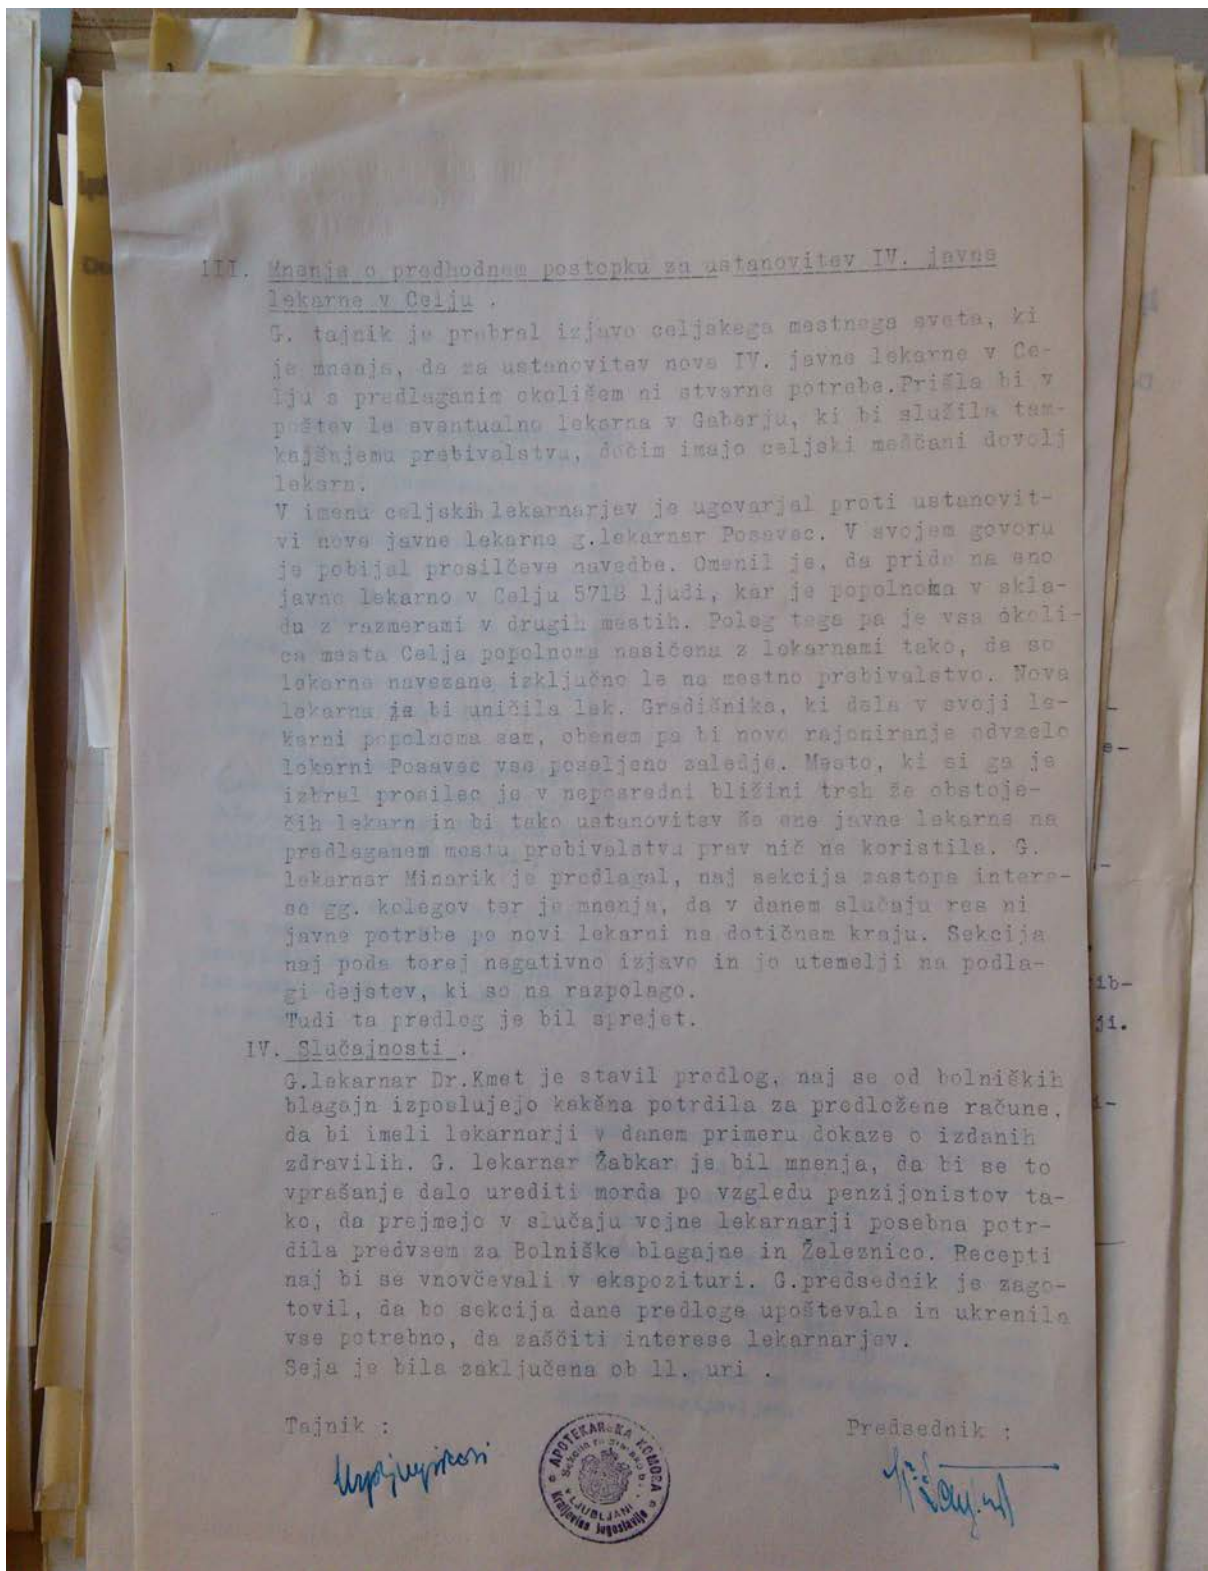 III. Mnenja o predhodnem postopku za ustanovitev IV. javne
lekarne v Celju .
G. tajnik je prebral izjavo celjskega mestnega sveta, ki
je mnenja, da za ustanovitev nove IV. javne lekarne v Ce-
lju s predlaganim okolišem ni stvarne potrebe.Prišla bi v
poštev le eventualno lekarna v Gaberju, ki bi služila tam-
kajšnjemu prebivalstvu, dočim imajo celjski meščani dovolj
lekarn.
V imenu celjskih lekarnarjev je ugovarjal proti ustanovit-
vi nove javne lekarne g.lekarnar Posavec. V svojem govoru
je pobijal prosilčeve navedbe. Omenil je, da pride na eno
javno lekarno v Celju 5718 ljudi, kar je popolnoma v skla-
du z razmerami v drugih mestih. Poleg tega pa je vsa okoli-
ca mesta Celja popolnoma nasičena z lekarnami tako, da so
lekarne navezane izključno le na mestno prebivalstvo. Nova
lekarna je bi uničila lek. Gradičnika, ki dela v svoji le-
karni popolnoma sam, obenem pa bi novo rajoniranje odvzelo
lekarni Posavec vse poseljeno zaledje. Mesto, ki si ga je
izbral prosilec je v neposredni bližini treh že obstoje-
čih lekarn in bi tako ustanovitev še ene javne lekarne na
predlaganem mestu prebivalstvu prav nič ne koristila. G.
lekarnar Minarik je predlagal, naj sekcija zastopa intere-
se gg. kolegov ter je mnenja, da v danem slučaju res ni
javne potrebe po novi lekarni na dotičnem kraju. Sekcija
naj poda torej negativno izjavo in jo utemelji na podla-
gi dejstev, ki so na razpolago.
Tudi ta predlog je bil sprejet.
IV. Slučajnosti .
G.lekarnar Dr.Kmet je stavil predlog, naj se od bolniških
blagajn izposlujejo kakšna potrdila za predložene račune,
da bi imeli lekarnarji v danem primeru dokaze o izdanih
zdravilih. G. lekarnar Žabkar je bil mnenja, da bi se to
vprašanje dalo urediti morda po vzgledu penzijonistov ta-
ko, da prejmejo v slučaju vojne lekarnarji posebna potr-
dila predvsem za Bolniške blagajne in Železnico. Recepti
naj bi se vnovčevali v ekspozituri. G.predsednik je zago-
tovil, da bo sekcija dane predloge upoštevala in ukrenila
vse potrebno, da zaščiti interese lekarnarjev.
Seja je bila zaključena ob 11. uri .
Tajnik :
Predsednik :
APOTEKARSKA KOMORA
V LJUBLJANI
Kraljevine Jugoslavije